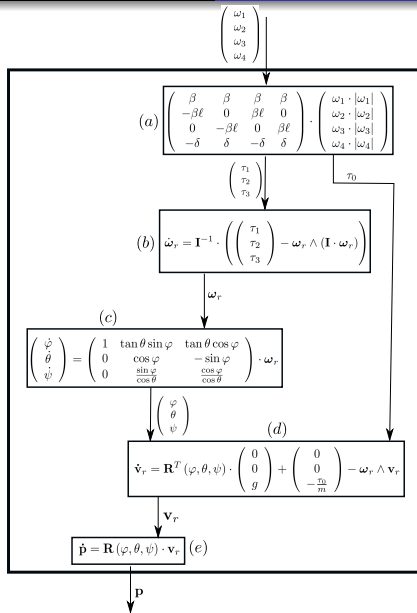 ω₁
ω₂
ω₃
ω₄
(a)
( β β β β ) · ( ω₁ · |ω₁| )
( −βℓ 0 βℓ 0 ) ( ω₂ · |ω₂| )
( 0 −βℓ 0 βℓ ) ( ω₃ · |ω₃| )
( −δ δ −δ δ ) ( ω₄ · |ω₄| )
τ₁
τ₂
τ₃
τ₀
(b)
ω̇ᵣ = I⁻¹ · ( ( τ₁ τ₂ τ₃ ) − ωᵣ ∧ (I · ωᵣ) )
ωᵣ
(c)
( φ̇ ) = ( 1 tan θ sin φ tan θ cos φ ) · ωᵣ
( θ̇ ) ( 0 cos φ − sin φ )
( ψ̇ ) ( 0 sin φ / cos θ cos φ / cos θ )
φ
θ
ψ
(d)
v̇ᵣ = Rᵀ (φ, θ, ψ) · ( 0 0 g ) + ( 0 0 −τ₀/m ) − ωᵣ ∧ vᵣ
vᵣ
ṗ = R (φ, θ, ψ) · vᵣ (e)
p